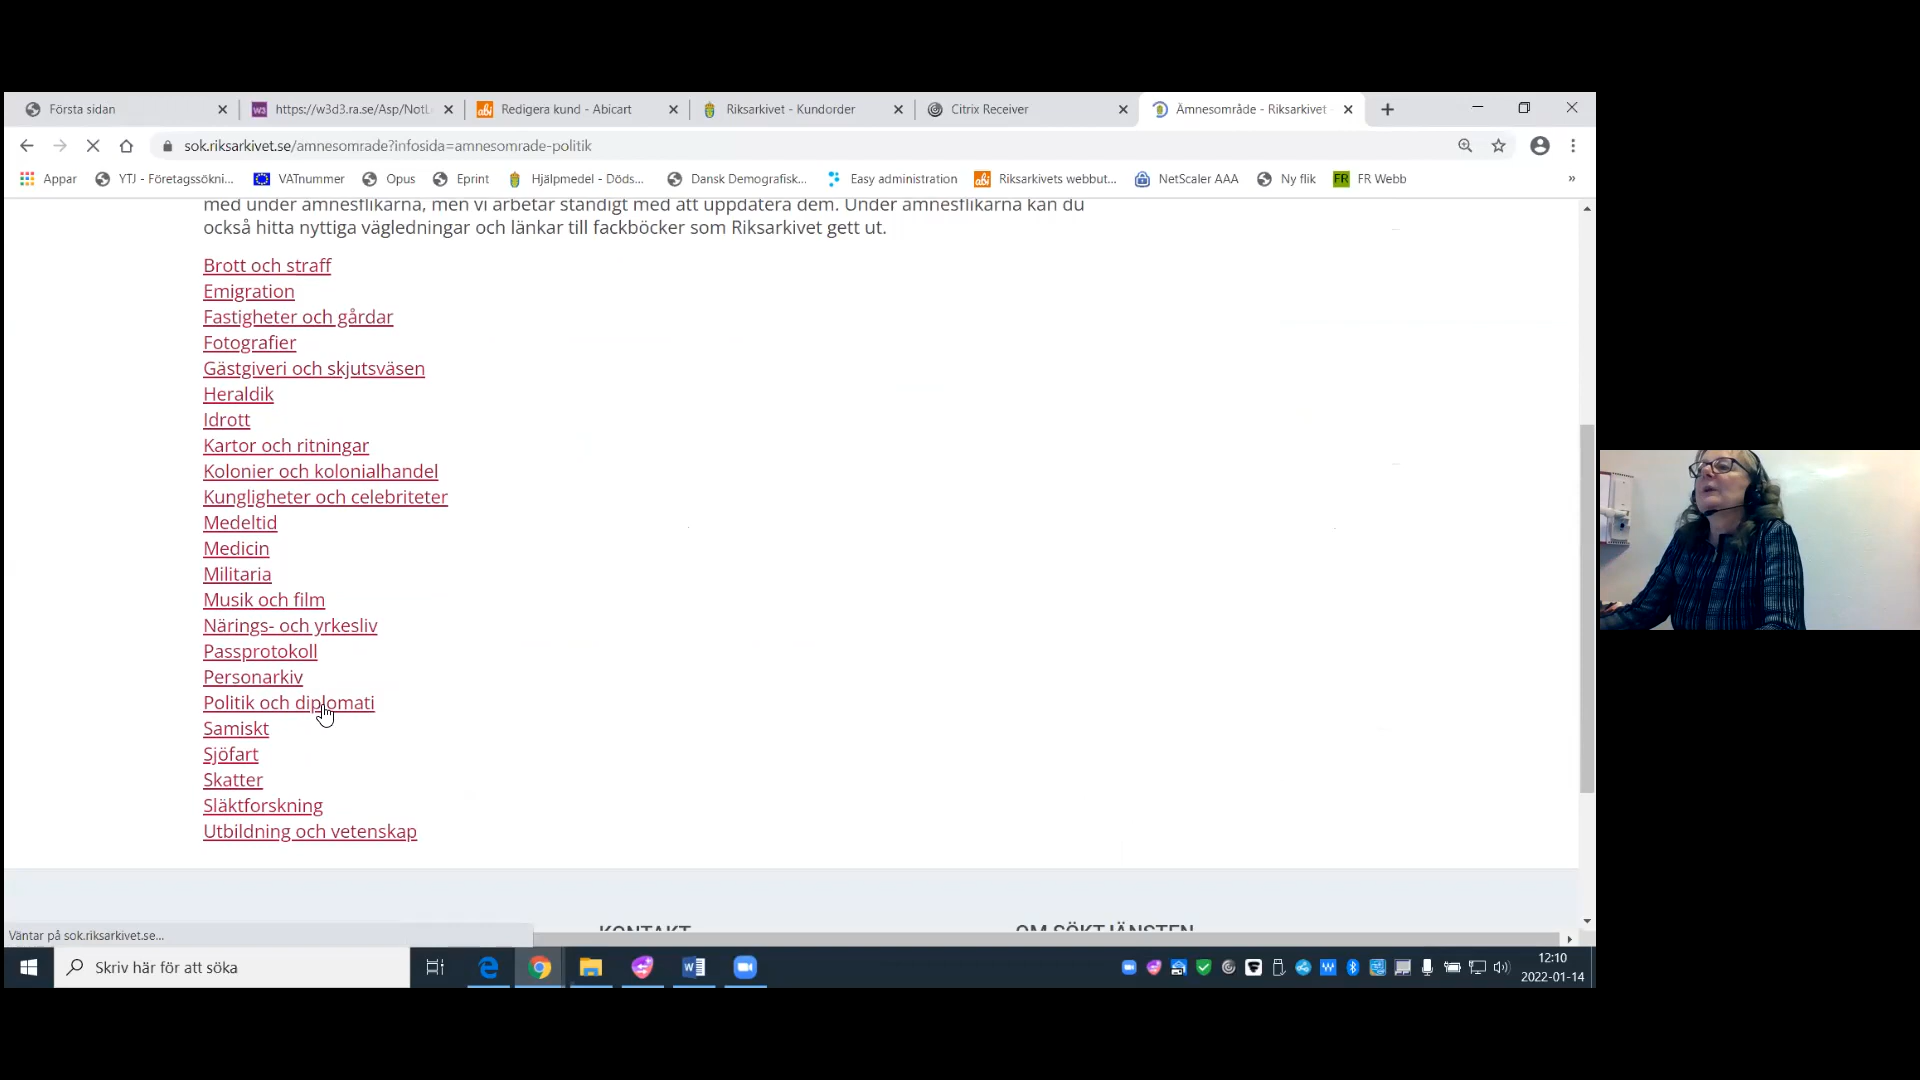 Första sidan
https://w3d3.ra.se/Asp/NotL
Redigera kund - Abicart
Riksarkivet - Kundorder
Citrix Receiver
Ämnesområde - Riksarkivet -
sok.riksarkivet.se/amnesomrade?infosida=amnesomrade-politik
Appar
YTJ - Företagssökni...
VATnummer
Opus
Eprint
Hjälpmedel - Döds...
Dansk Demografisk...
Easy administration
Riksarkivets webbut...
NetScaler AAA
Ny flik
FR FR Webb
»
med under ämnesflikarna, men vi arbetar ständigt med att uppdatera dem. Under ämnesflikarna kan du
också hitta nyttiga vägledningar och länkar till fackböcker som Riksarkivet gett ut.
Brott och straff
Emigration
Fastigheter och gårdar
Fotografier
Gästgiveri och skjutsväsen
Heraldik
Idrott
Kartor och ritningar
Kolonier och kolonialhandel
Kungligheter och celebriteter
Medeltid
Medicin
Militaria
Musik och film
Närings- och yrkesliv
Passprotokoll
Personarkiv
Politik och diplomati
Samiskt
Sjöfart
Skatter
Släktforskning
Utbildning och vetenskap
KONTAKT
OM SÖKTJÄNSTEN
Väntar på sok.riksarkivet.se...
Skriv här för att söka
12:10
2022-01-14